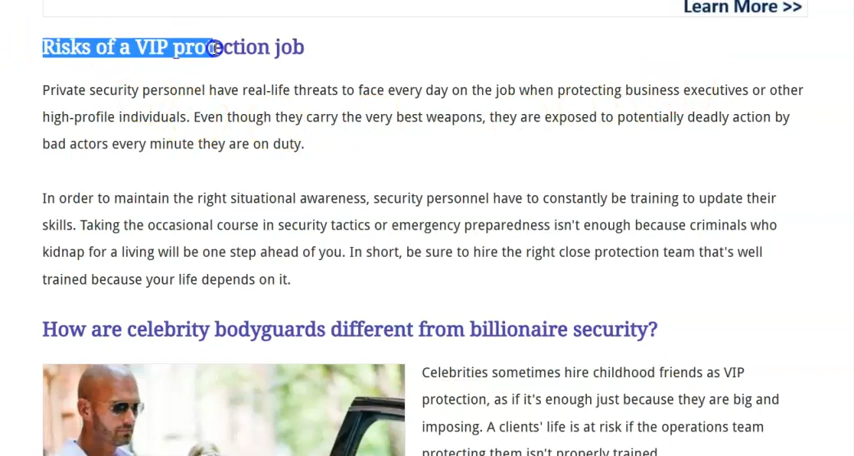 Learn More >>
Risks of a VIP protection job
Private security personnel have real-life threats to face every day on the job when protecting business executives or other
high-profile individuals. Even though they carry the very best weapons, they are exposed to potentially deadly action by
bad actors every minute they are on duty.
In order to maintain the right situational awareness, security personnel have to constantly be training to update their
skills. Taking the occasional course in security tactics or emergency preparedness isn't enough because criminals who
kidnap for a living will be one step ahead of you. In short, be sure to hire the right close protection team that's well
trained because your life depends on it.
How are celebrity bodyguards different from billionaire security?
Celebrities sometimes hire childhood friends as VIP
protection, as if it's enough just because they are big and
imposing. A clients' life is at risk if the operations team
protecting them isn't properly trained.